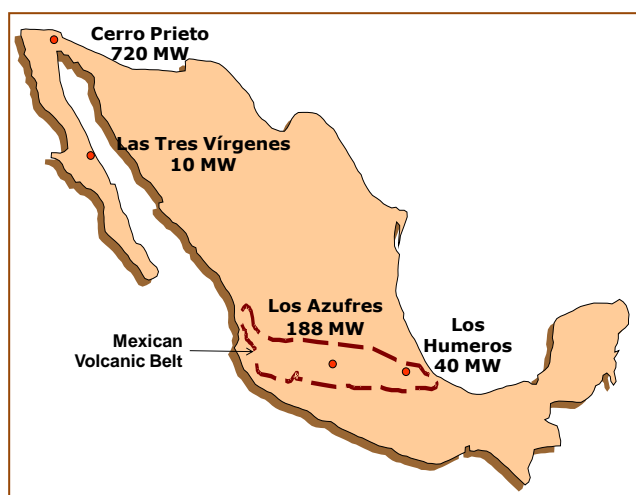 Cerro Prieto
720 MW
Las Tres Vírgenes
10 MW
Los Azufres
188 MW
Los
Humeros
40 MW
Mexican
Volcanic Belt